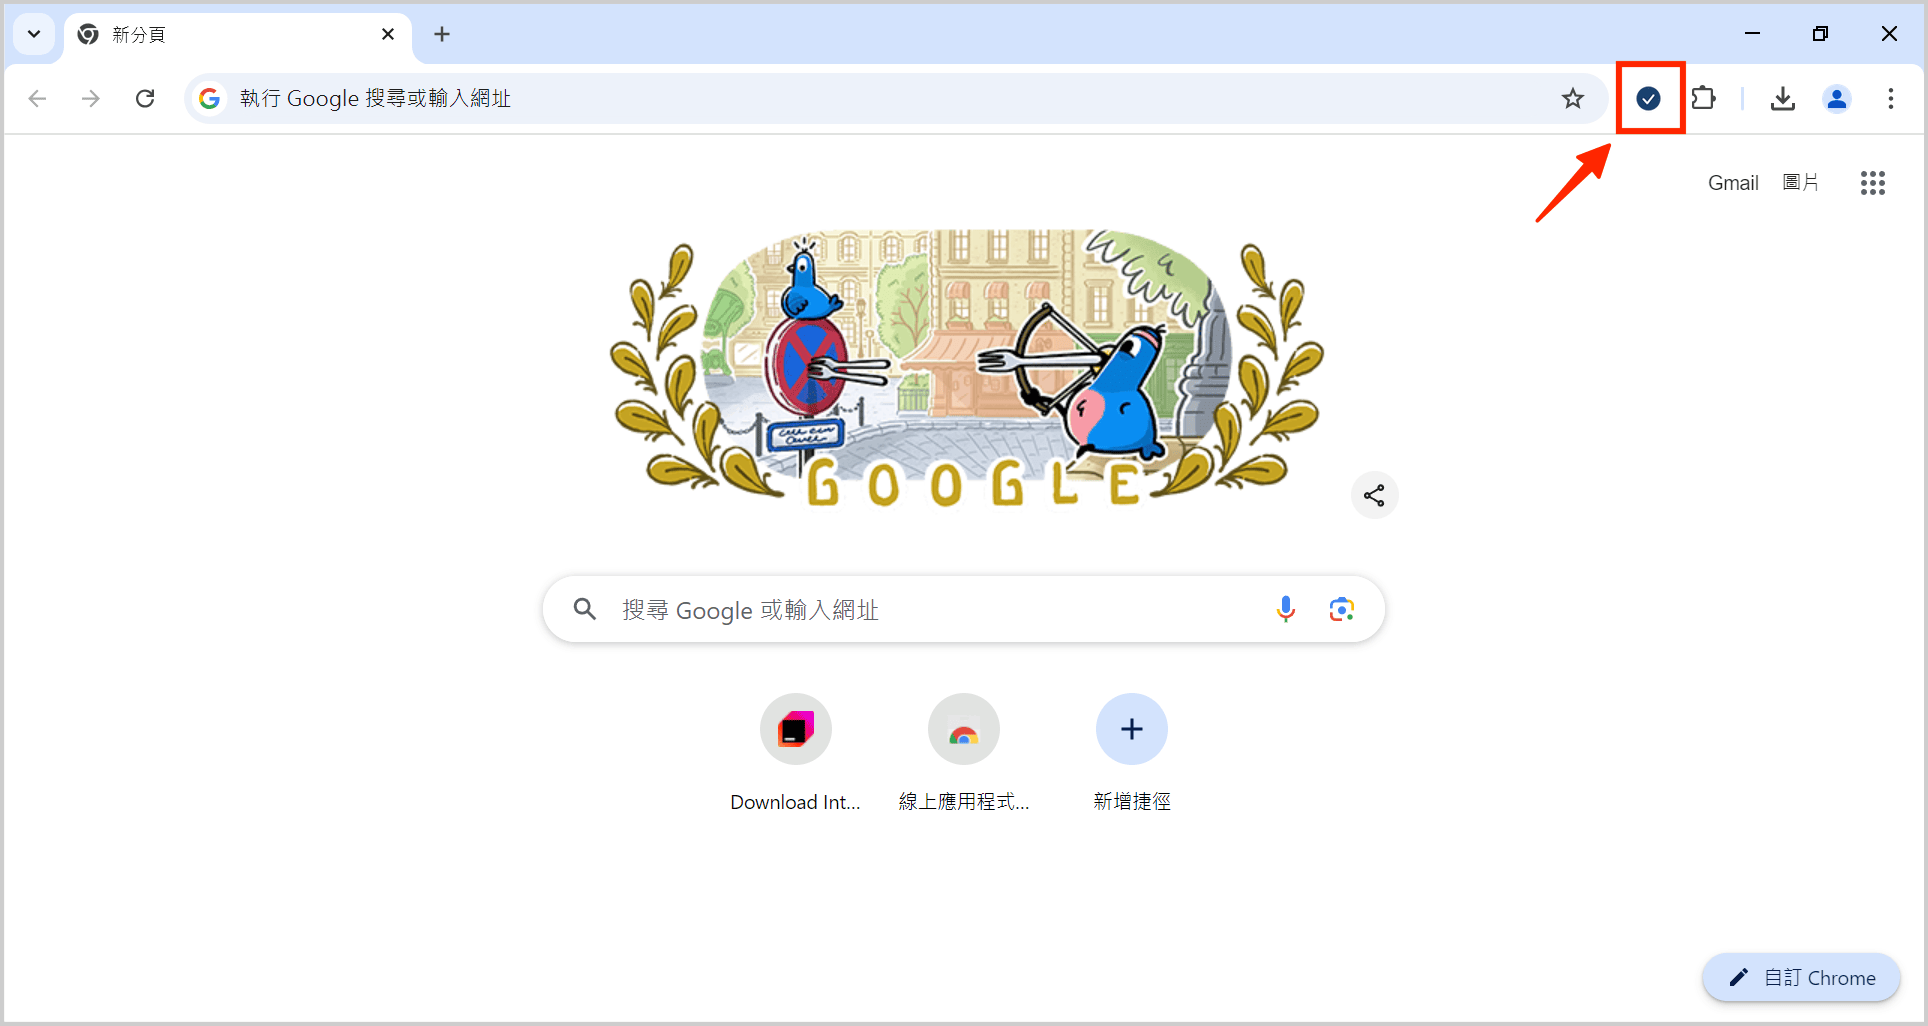 新分頁
執行 Google 搜尋或輸入網址
Gmail 圖片
GOOGLE
搜尋 Google 或輸入網址
Download Int...
線上應用程式...
新增捷徑
自訂 Chrome